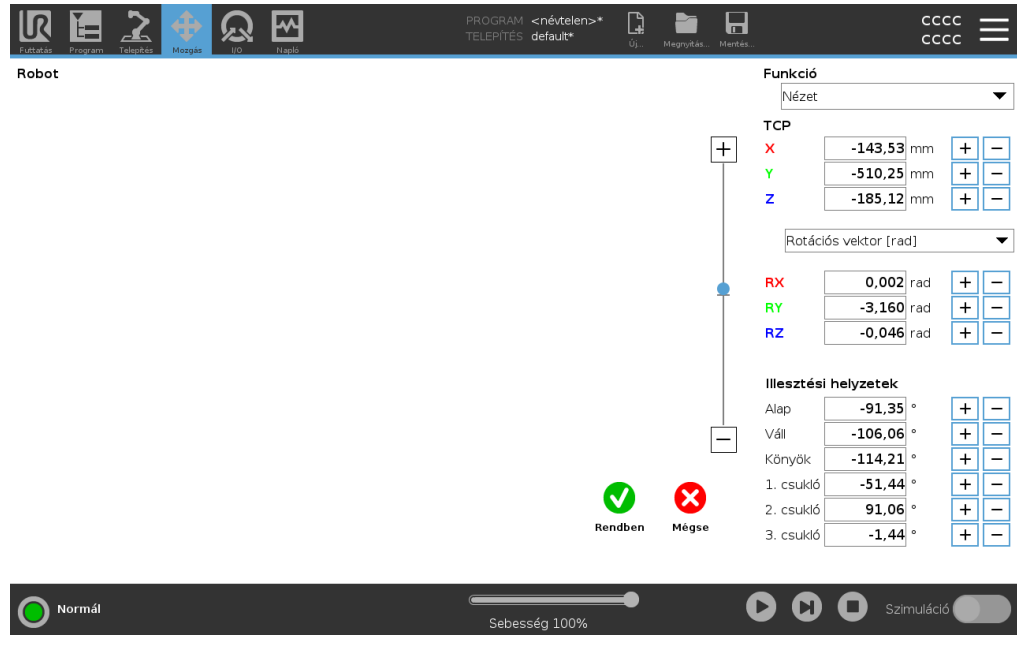 PROGRAM <névtelen>*
TELEPÍTÉS default*
CCCC
CCCC
Futtatás Program Telepítés Mozgás I/O Napló Új... Megnyitás... Mentés...
Robot
Funkció
Nézet
TCP
X -143,53 mm + −
Y -510,25 mm + −
Z -185,12 mm + −
Rotációs vektor [rad]
RX 0,002 rad + −
RY -3,160 rad + −
RZ -0,046 rad + −
Illesztési helyzetek
Alap -91,35 ° + −
Váll -106,06 ° + −
Könyök -114,21 ° + −
1. csukló -51,44 ° + −
2. csukló 91,06 ° + −
3. csukló -1,44 ° + −
Rendben Mégse
Normál
Sebesség 100%
Szimuláció